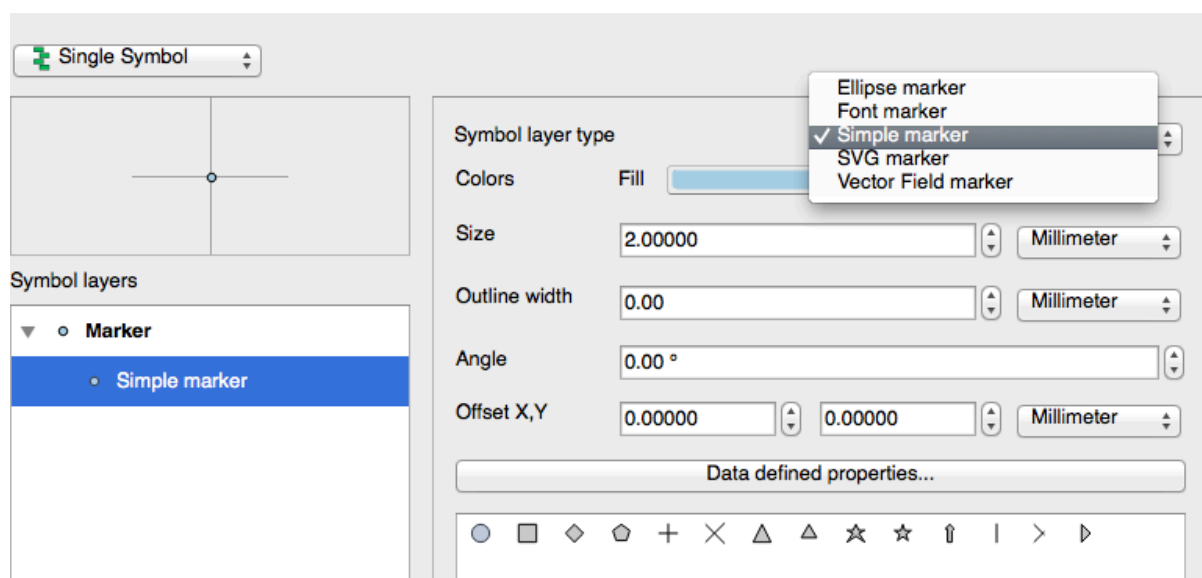 Single Symbol
Symbol layers
Marker
Simple marker
Ellipse marker
Font marker
Symbol layer type
✓ Simple marker
SVG marker
Colors Fill
Vector Field marker
Size 2.00000 Millimeter
Outline width 0.00 Millimeter
Angle 0.00 °
Offset X,Y 0.00000 0.00000 Millimeter
Data defined properties...